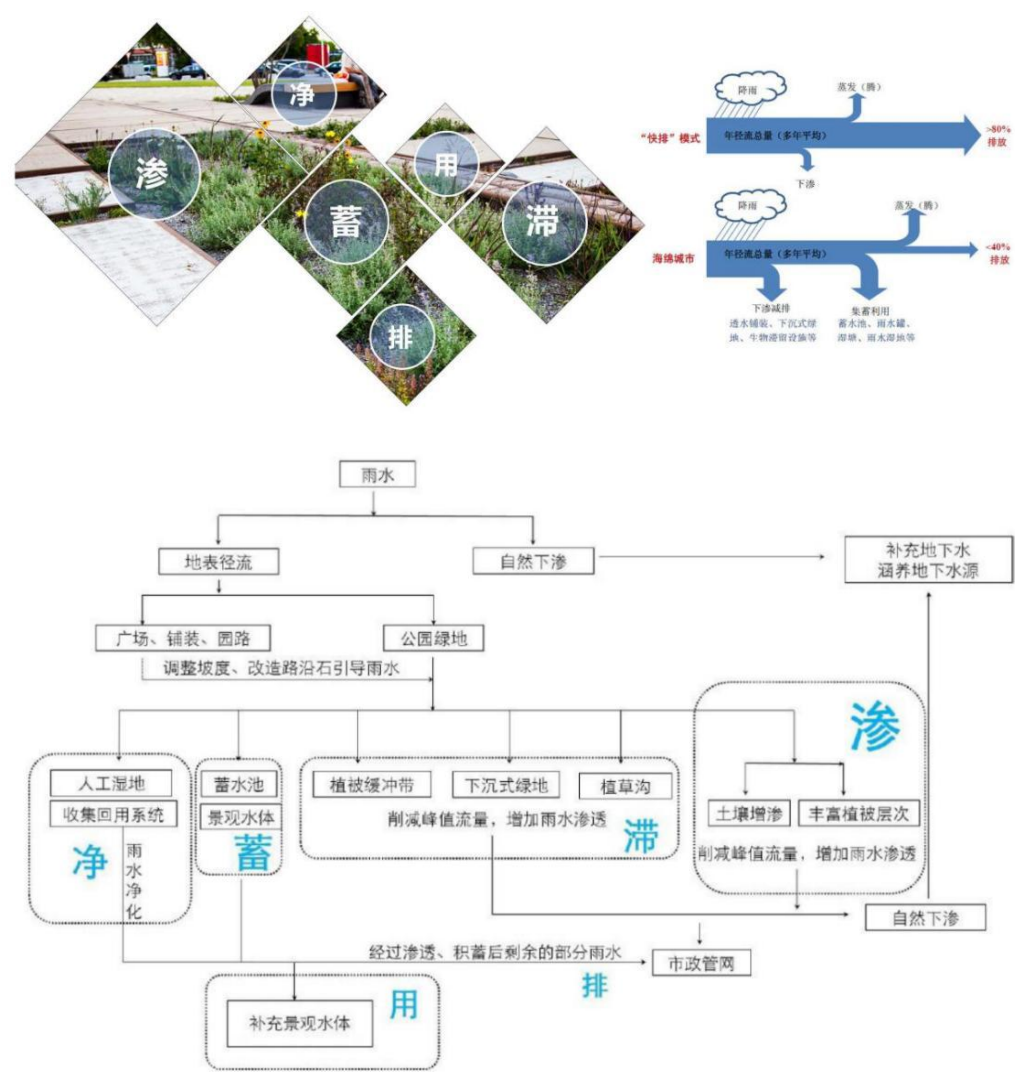 渗
净
蓄
用
滞
排
降雨
蒸发（腾）
“快排”模式
年径流总量（多年平均）
>80%
排放
下渗
降雨
蒸发（腾）
海绵城市
年径流总量（多年平均）
<40%
排放
下渗减排
透水铺装、下沉式绿
地、生物滞留设施等
集蓄利用
蓄水池、雨水罐、
湿塘、雨水湿地等
雨水
地表径流
自然下渗
补充地下水
涵养地下水源
广场、铺装、园路
公园绿地
调整坡度、改造路沿石引导雨水
人工湿地
收集回用系统
净
雨水净化
蓄水池
景观水体
蓄
植被缓冲带
下沉式绿地
植草沟
削减峰值流量，增加雨水渗透
滞
渗
土壤增渗
丰富植被层次
削减峰值流量，增加雨水渗透
自然下渗
经过渗透、积蓄后剩余的部分雨水
排
市政管网
用
补充景观水体